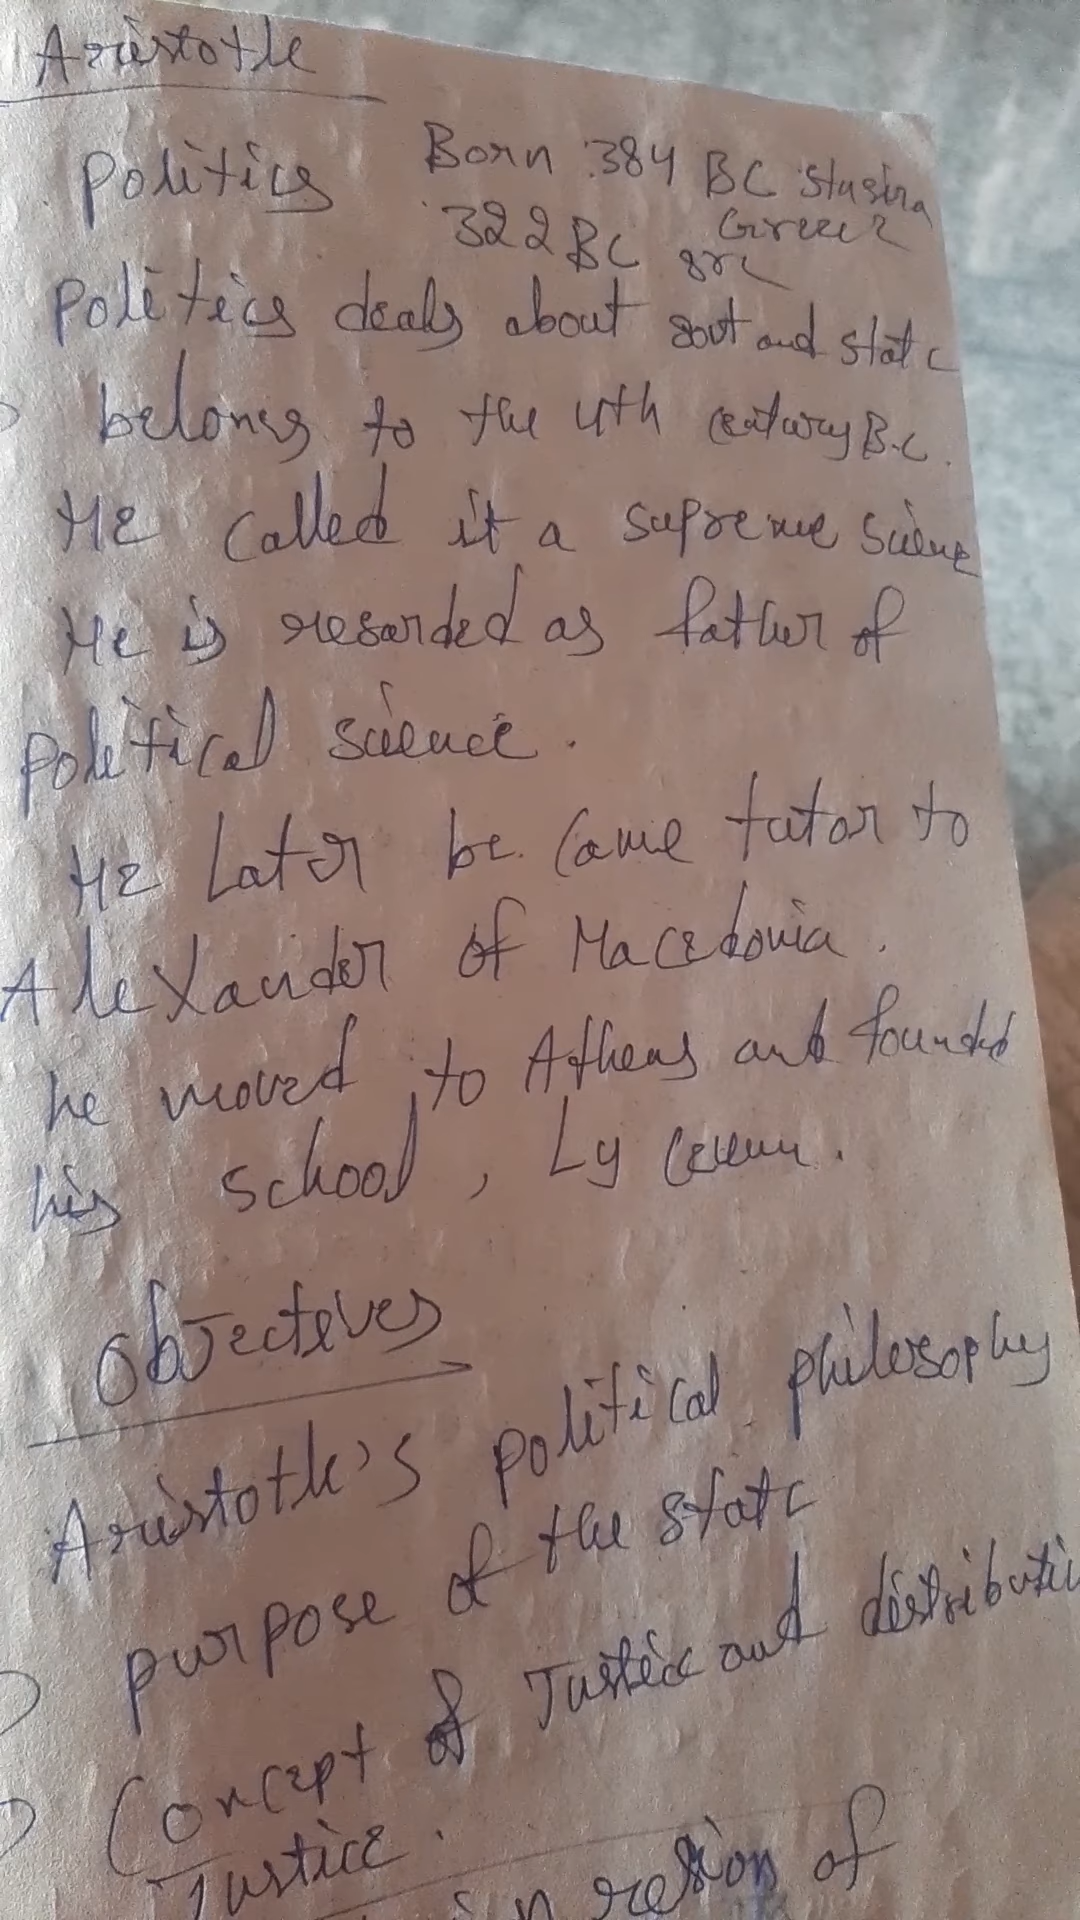 Aristotle
Politics Born 384 BC Stagira
322 BC Greece
Politics deals about govt and state
belongs to the 4th century B.C.
He called it a supreme science
He is regarded as father of
political science.
He Later be came tutor to
Alexander of Macedonia.
he moved to Athens and founded
his school, Lyceum.
Objectives
Aristotle's political philosophy
purpose of the state
Concept of Justice and
Justice.
of